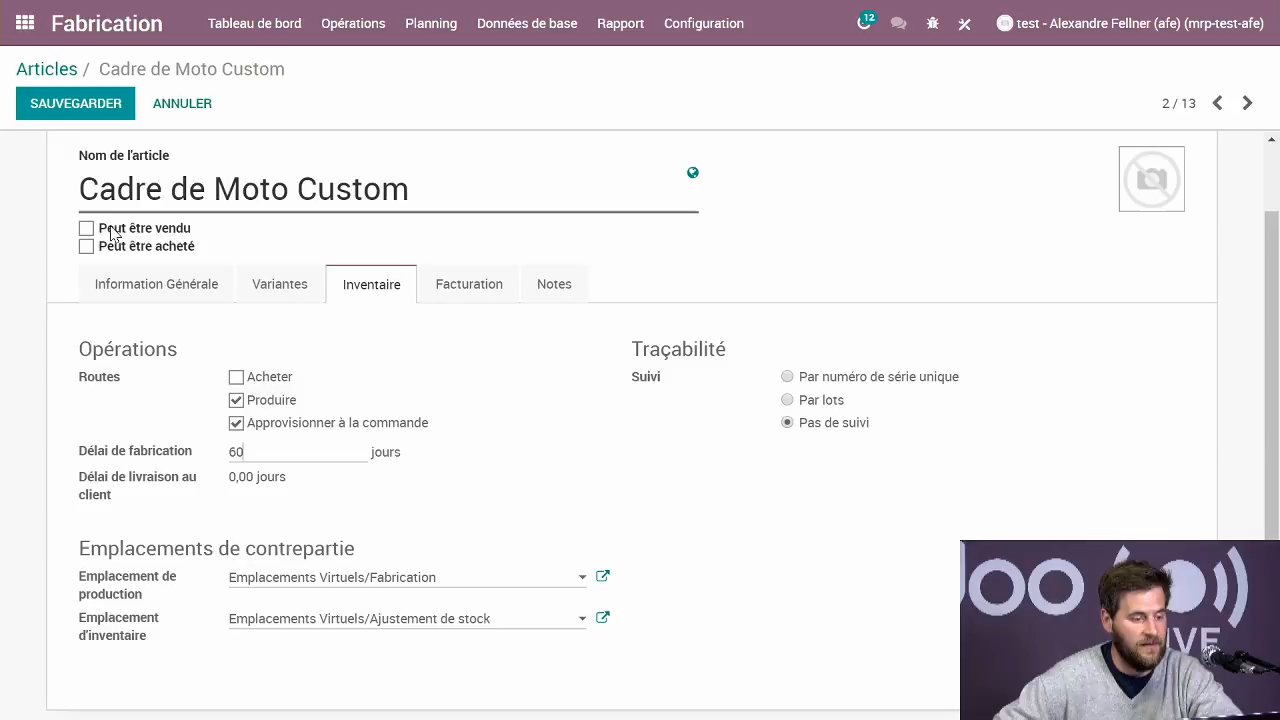 Fabrication Tableau de bord Opérations Planning Données de base Rapport Configuration 12 test - Alexandre Fellner (afe) (mrp-test-afe)
Articles / Cadre de Moto Custom
SAUVEGARDER ANNULER 2 / 13
Nom de l'article
Cadre de Moto Custom
Peut être vendu
Peut être acheté
Information Générale Variantes Inventaire Facturation Notes
Opérations Traçabilité
Routes Acheter Suivi Par numéro de série unique
Produire Par lots
Approvisionner à la commande Pas de suivi
Délai de fabrication 60 jours
Délai de livraison au client 0,00 jours
Emplacements de contrepartie
Emplacement de production Emplacements Virtuels/Fabrication
Emplacement d'inventaire Emplacements Virtuels/Ajustement de stock